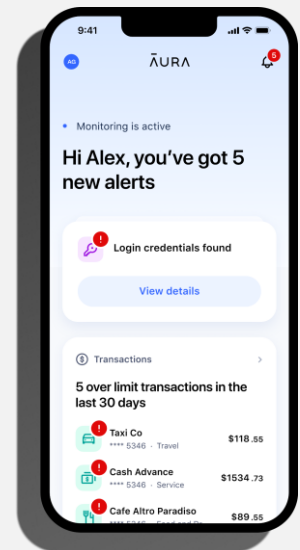 9:41
AG
ĀURA
5
Monitoring is active
Hi Alex, you've got 5
new alerts
Login credentials found
View details
Transactions
5 over limit transactions in the
last 30 days
Taxi Co
**** 5346 · Travel
$118.55
Cash Advance
**** 5346 · Service
$1534.73
Cafe Altro Paradiso
$89.55